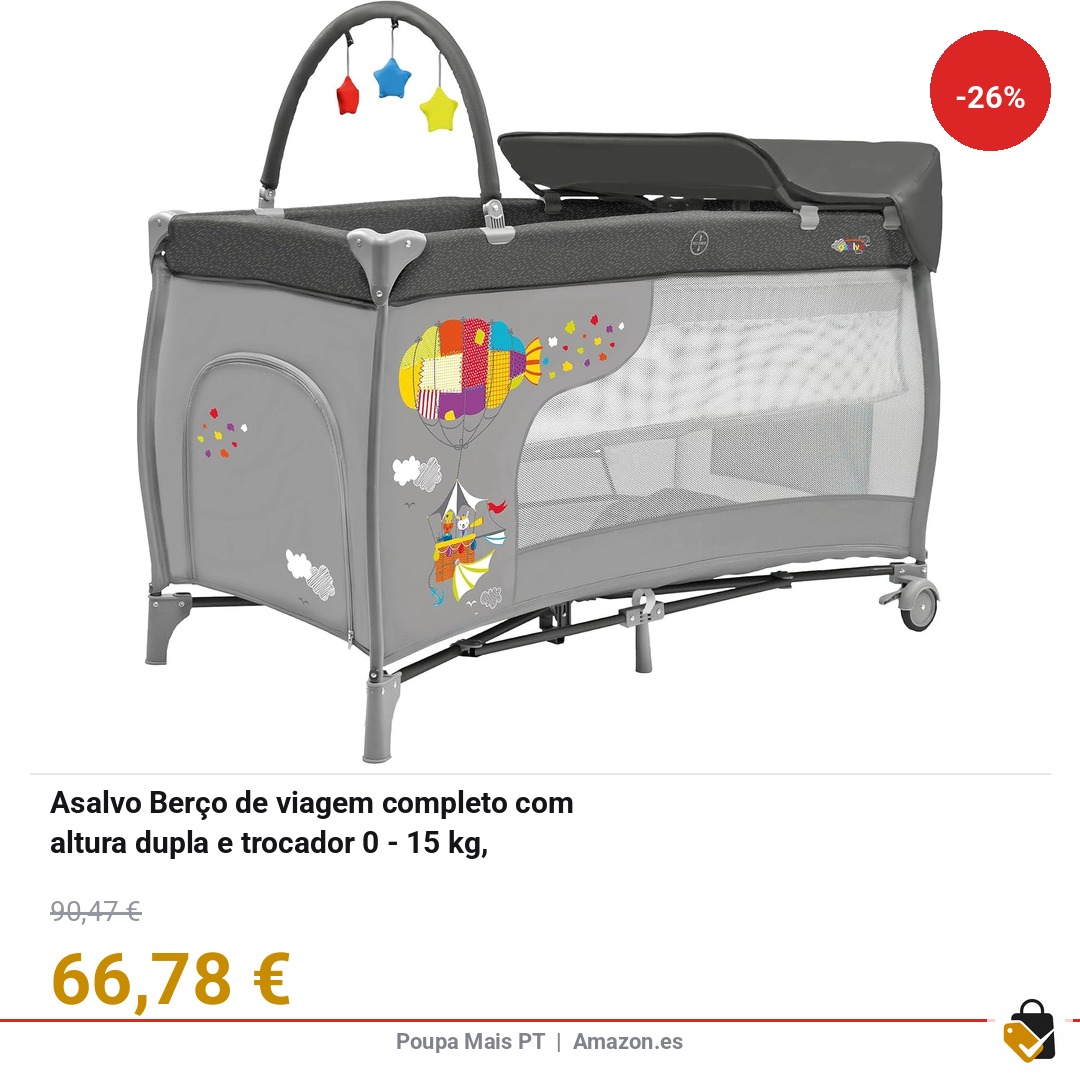 -26%
Asalvo Berço de viagem completo com
altura dupla e trocador 0 - 15 kg,
90,47 €
66,78 €
Poupa Mais PT | Amazon.es